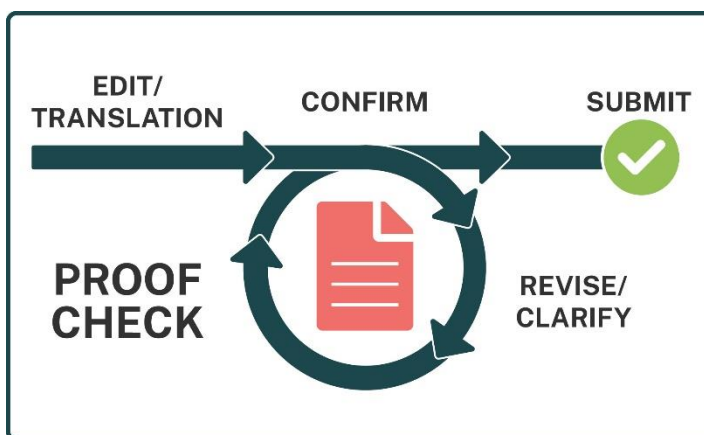 EDIT/
TRANSLATION
CONFIRM
SUBMIT
PROOF
CHECK
REVISE/
CLARIFY